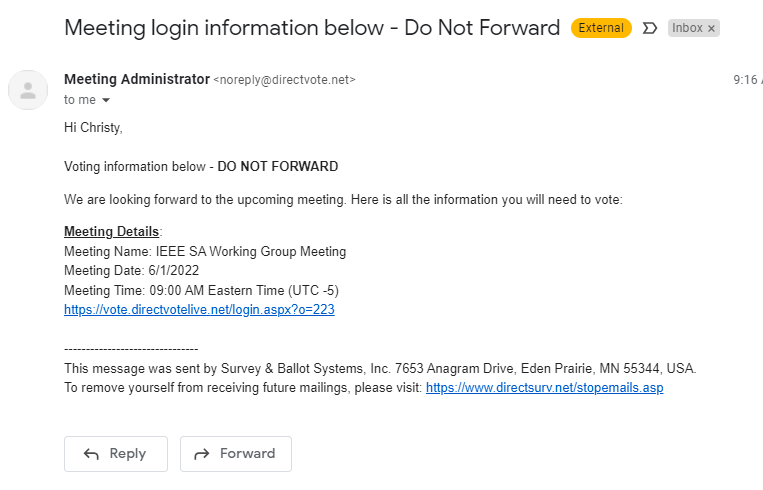 Meeting login information below - Do Not Forward External Inbox x
Meeting Administrator <noreply@directvote.net> 9:16
to me
Hi Christy,
Voting information below - DO NOT FORWARD
We are looking forward to the upcoming meeting. Here is all the information you will need to vote:
Meeting Details:
Meeting Name: IEEE SA Working Group Meeting
Meeting Date: 6/1/2022
Meeting Time: 09:00 AM Eastern Time (UTC -5)
https://vote.directvotelive.net/login.aspx?o=223
-------------------------------
This message was sent by Survey & Ballot Systems, Inc. 7653 Anagram Drive, Eden Prairie, MN 55344, USA.
To remove yourself from receiving future mailings, please visit: https://www.directsurv.net/stopemails.asp
Reply Forward